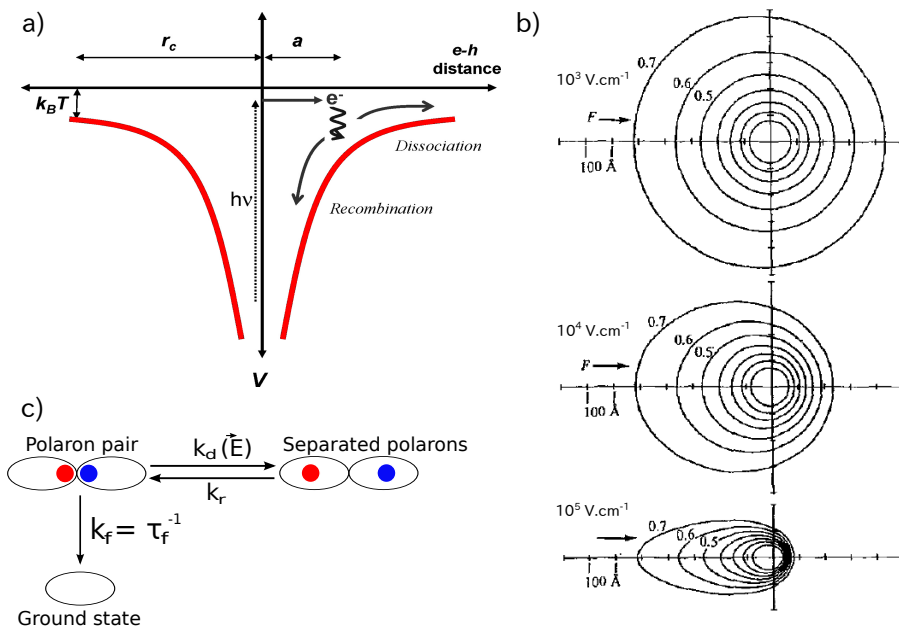 a)
r_c
a
e-h
distance
k_BT
e-
Dissociation
hν
Recombination
V
b)
0.7
10³ V.cm⁻¹
0.6
0.5
F
100 Å
0.7
10⁴ V.cm⁻¹
0.6
0.5
F
100 Å
10⁵ V.cm⁻¹
0.7
0.6
0.5
100 Å
c)
Polaron pair
k_d (E⃗)
Separated polarons
k_r
k_f = τ_f⁻¹
Ground state